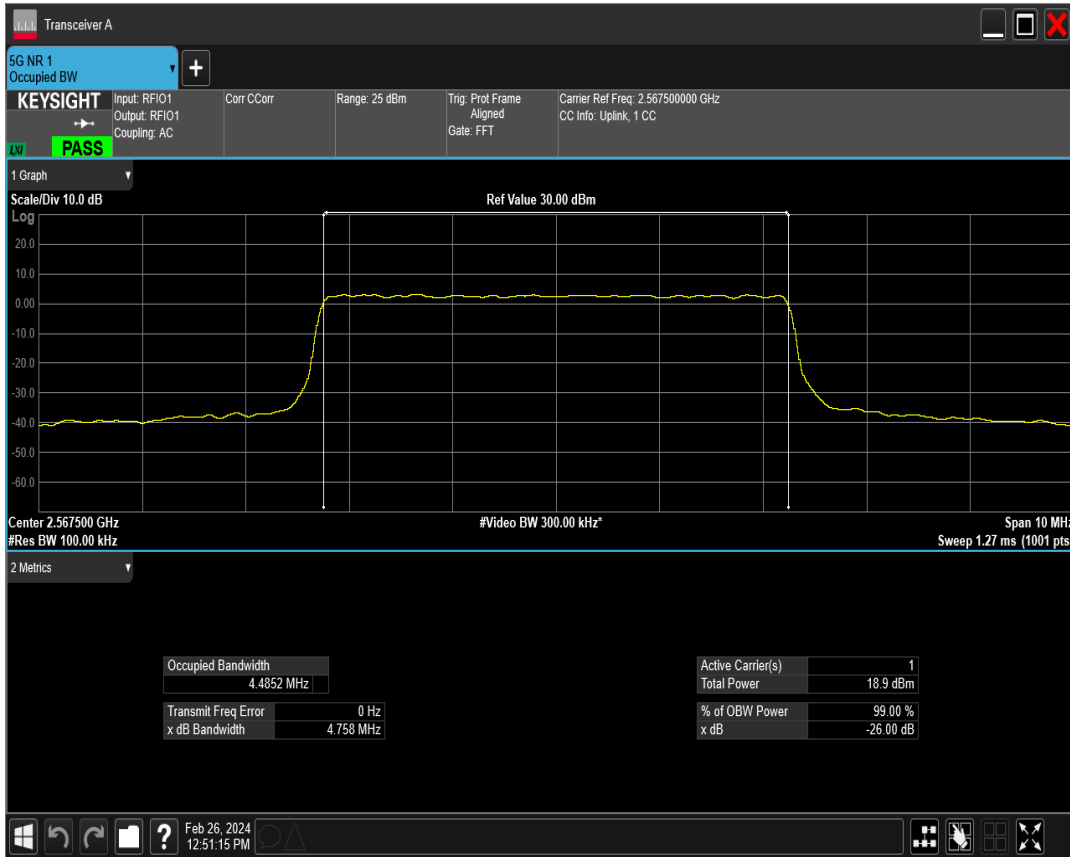 Transceiver A
5G NR 1
Occupied BW
+
KEYSIGHT
LXI
PASS
Input: RFIO1
Output: RFIO1
Coupling: AC
Corr CCorr
Range: 25 dBm
Trig: Prot Frame
Aligned
Gate: FFT
Carrier Ref Freq: 2.567500000 GHz
CC Info: Uplink, 1 CC
1 Graph
Scale/Div 10.0 dB
Ref Value 30.00 dBm
Log
20.0
10.0
0.00
-10.0
-20.0
-30.0
-40.0
-50.0
-60.0
Center 2.567500 GHz
#Video BW 300.00 kHz*
Span 10 MHz
#Res BW 100.00 kHz
Sweep 1.27 ms (1001 pts
2 Metrics
Occupied Bandwidth
4.4852 MHz
Transmit Freq Error 0 Hz
x dB Bandwidth 4.758 MHz
Active Carrier(s) 1
Total Power 18.9 dBm
% of OBW Power 99.00 %
x dB -26.00 dB
?
Feb 26, 2024
12:51:15 PM